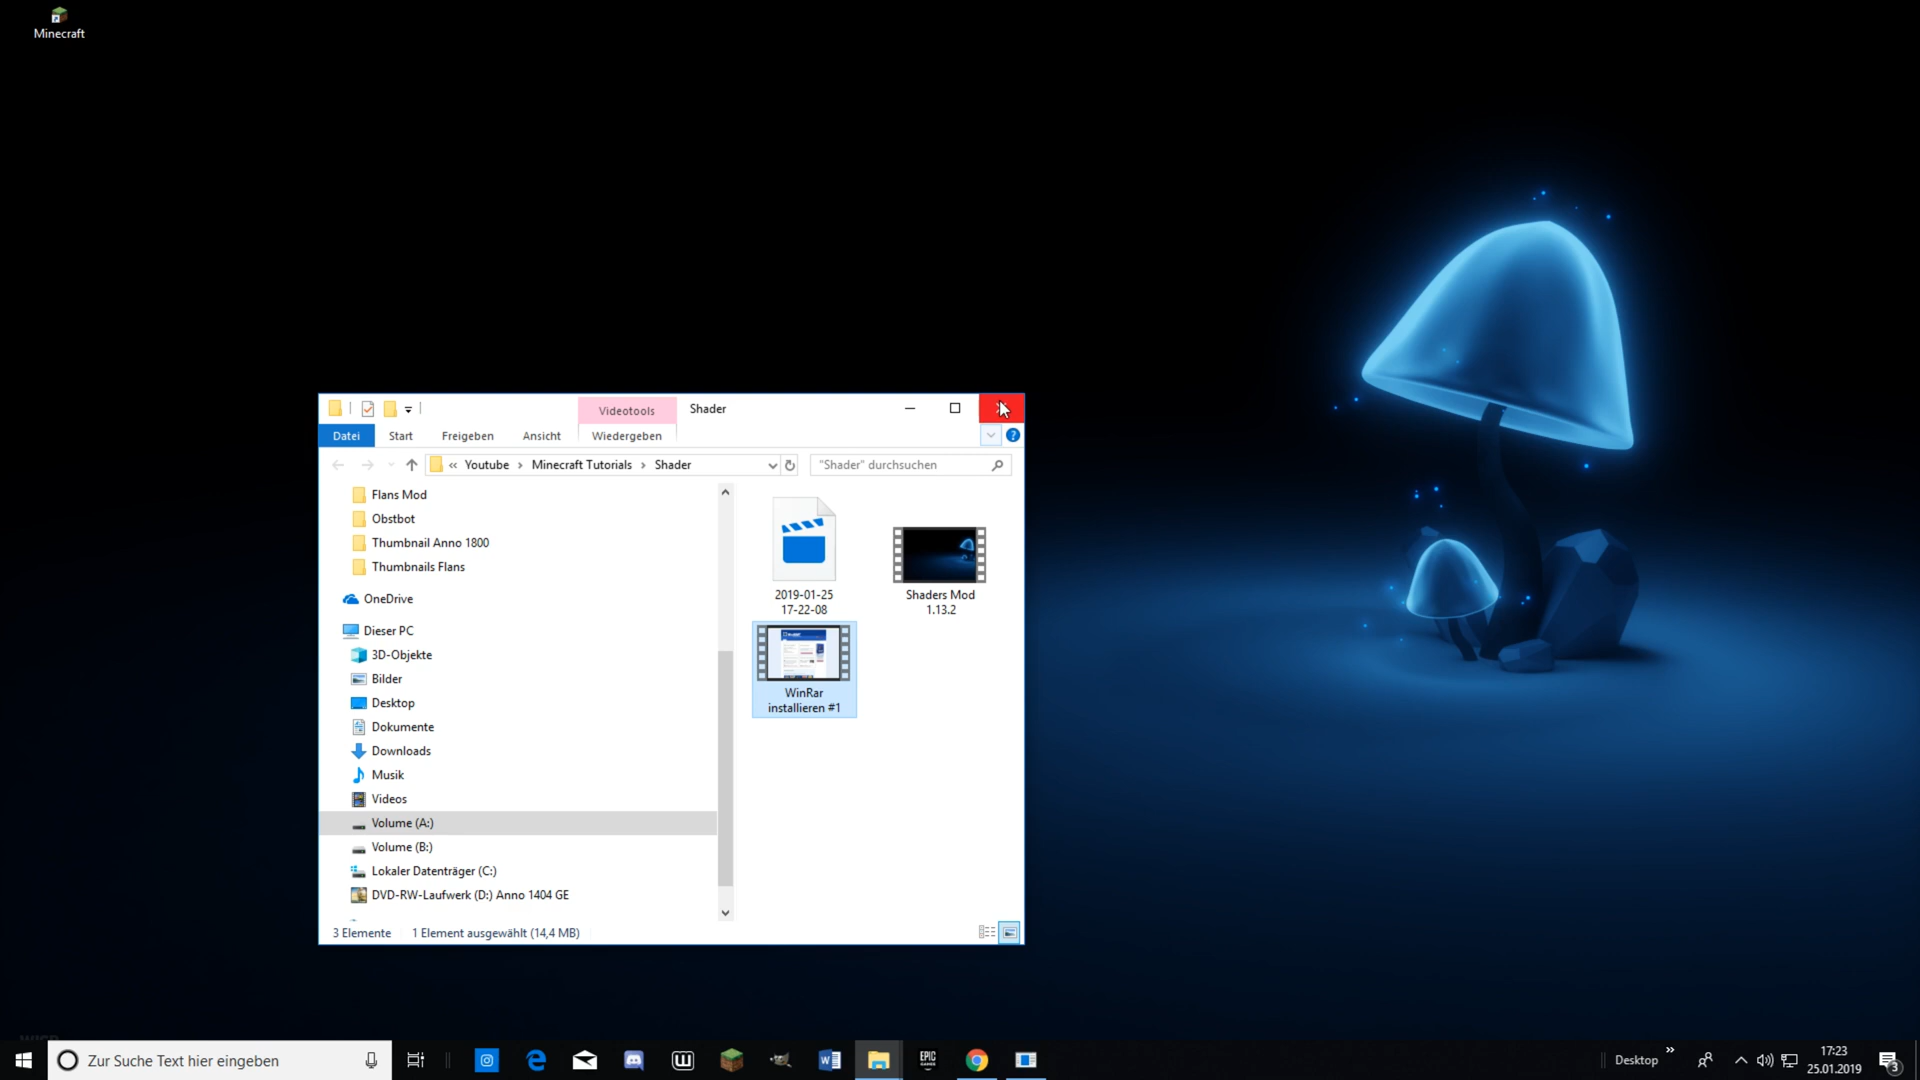 Minecraft
Videotools
Shader
Datei
Start
Freigeben
Ansicht
Wiedergeben
?
« Youtube › Minecraft Tutorials › Shader
"Shader" durchsuchen
Flans Mod
Obstbot
Thumbnail Anno 1800
Thumbnails Flans
OneDrive
Dieser PC
3D-Objekte
Bilder
Desktop
Dokumente
Downloads
Musik
Videos
Volume (A:)
Volume (B:)
Lokaler Datenträger (C:)
DVD-RW-Laufwerk (D:) Anno 1404 GE
2019-01-25
17-22-08
Shaders Mod
1.13.2
WinRar
installieren #1
3 Elemente
1 Element ausgewählt (14,4 MB)
Zur Suche Text hier eingeben
EPIC
GAMES
Desktop
17:23
25.01.2019
3